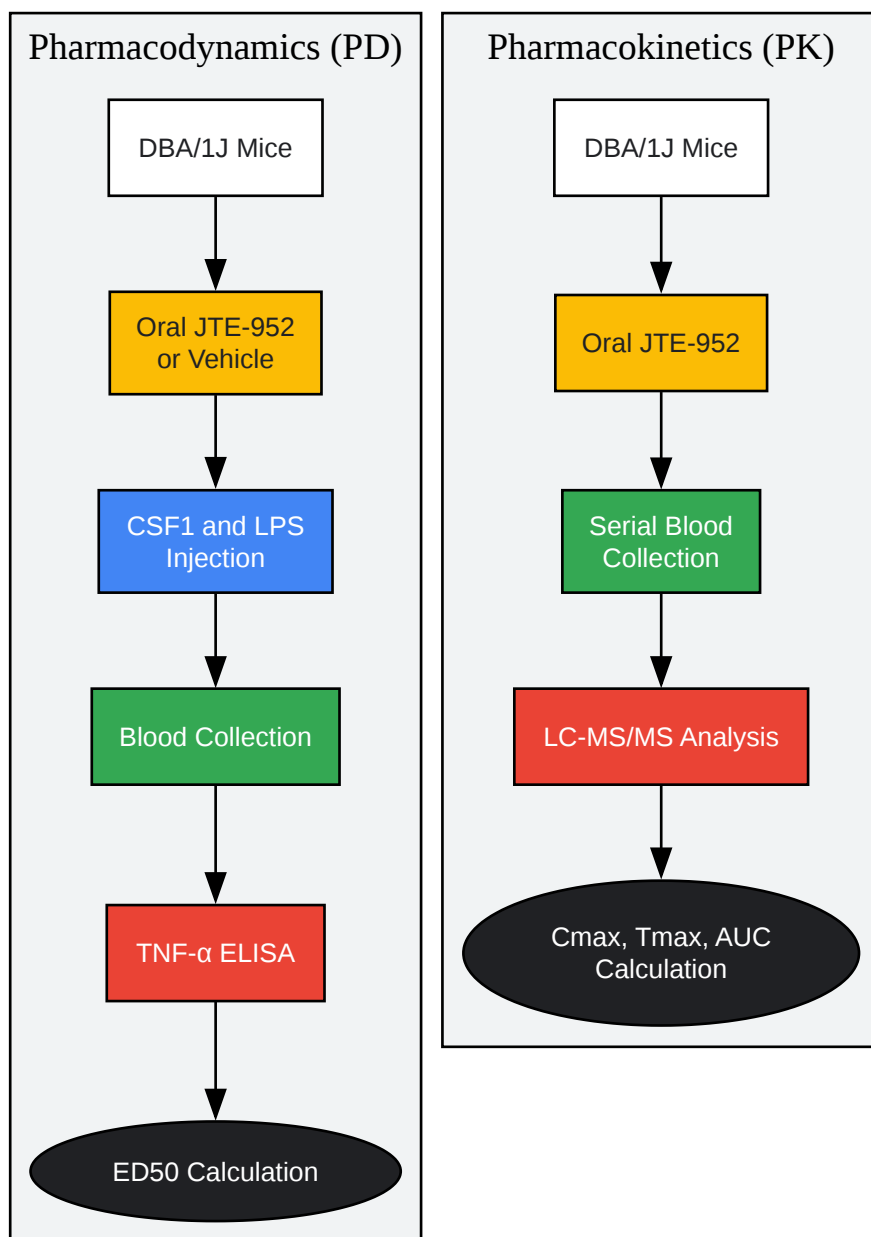 Pharmacodynamics (PD)
DBA/1J Mice
Oral JTE-952
or Vehicle
CSF1 and LPS
Injection
Blood Collection
TNF-α ELISA
ED50 Calculation
Pharmacokinetics (PK)
DBA/1J Mice
Oral JTE-952
Serial Blood
Collection
LC-MS/MS Analysis
Cmax, Tmax, AUC
Calculation